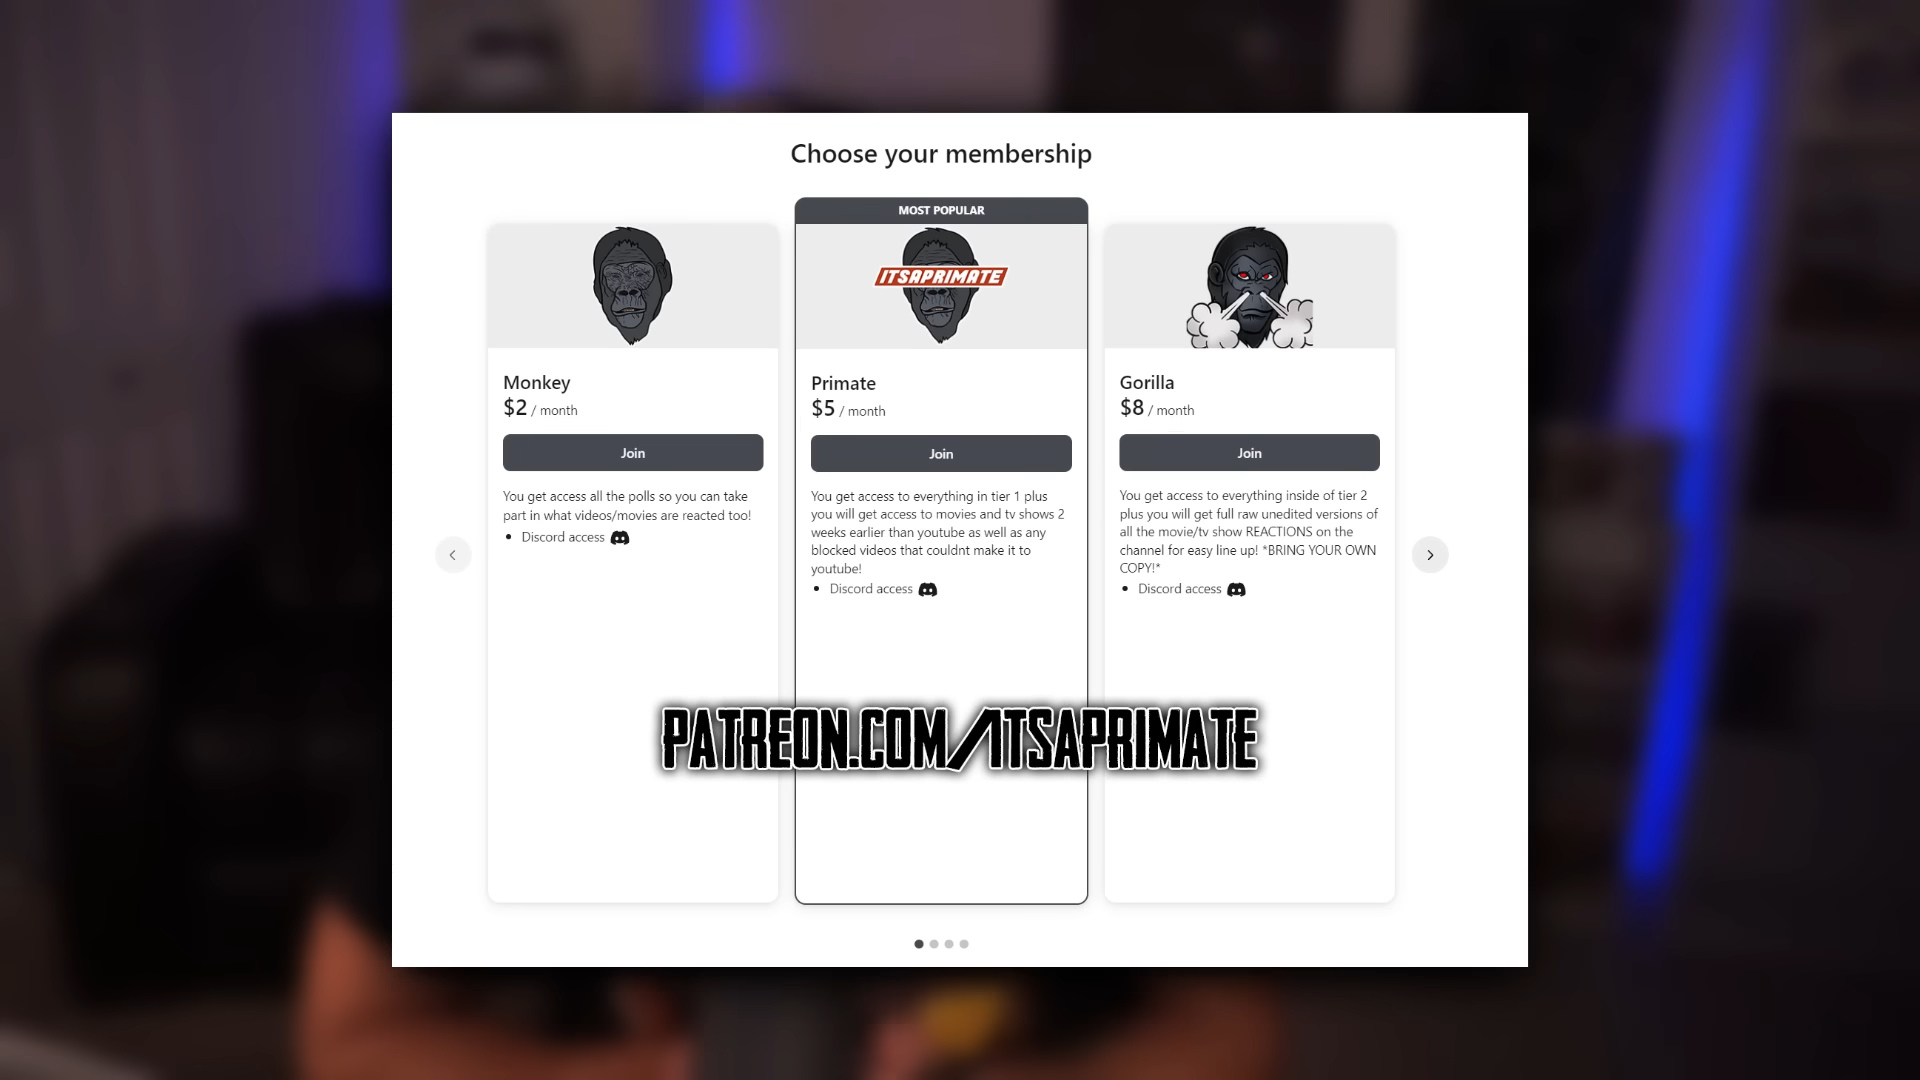 Choose your membership
MOST POPULAR
ITSAPRIMATE
Monkey
$2 / month
Join
You get access all the polls so you can take
part in what videos/movies are reacted too!
• Discord access
Primate
$5 / month
Join
You get access to everything in tier 1 plus
you will get access to movies and tv shows 2
weeks earlier than youtube as well as any
blocked videos that couldnt make it to
youtube!
• Discord access
Gorilla
$8 / month
Join
You get access to everything inside of tier 2
plus you will get full raw unedited versions of
all the movie/tv show REACTIONS on the
channel for easy line up! *BRING YOUR OWN
COPY!*
• Discord access
PATREON.COM/ITSAPRIMATE